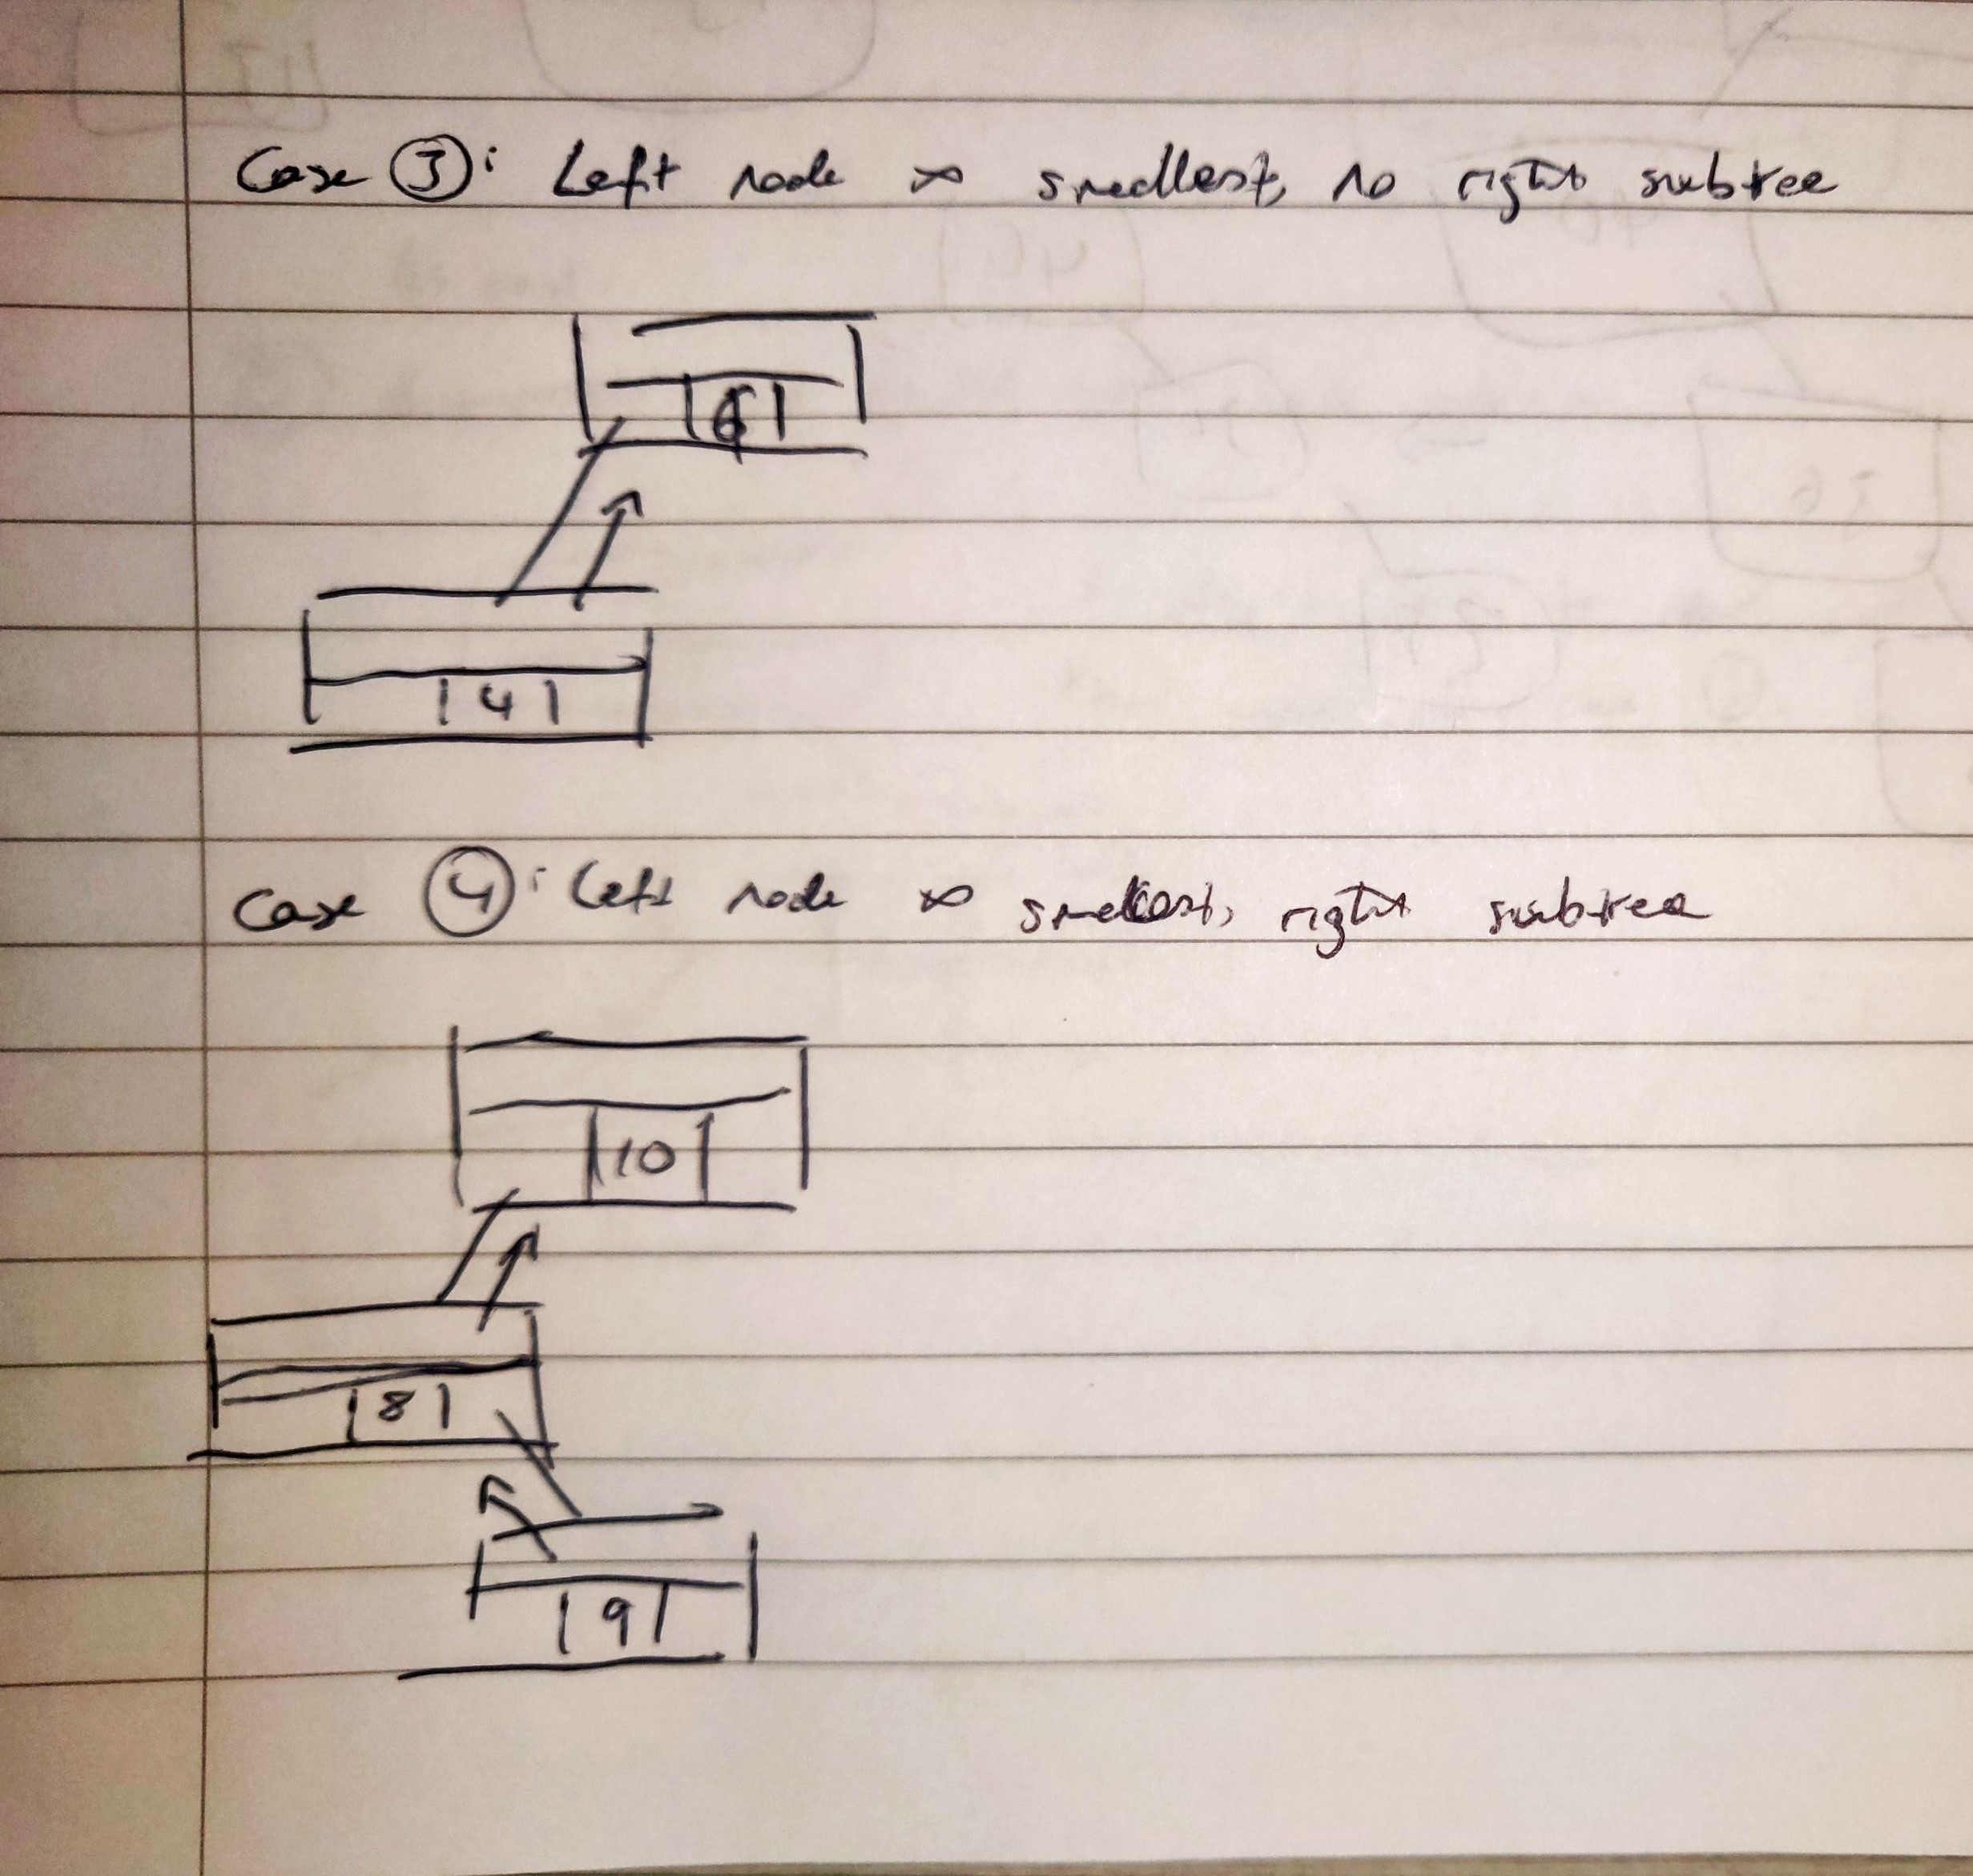 Case ③: Left node is smallest, no right subtree
6
4
Case ④: Left node is smallest, right subtree
10
8
9